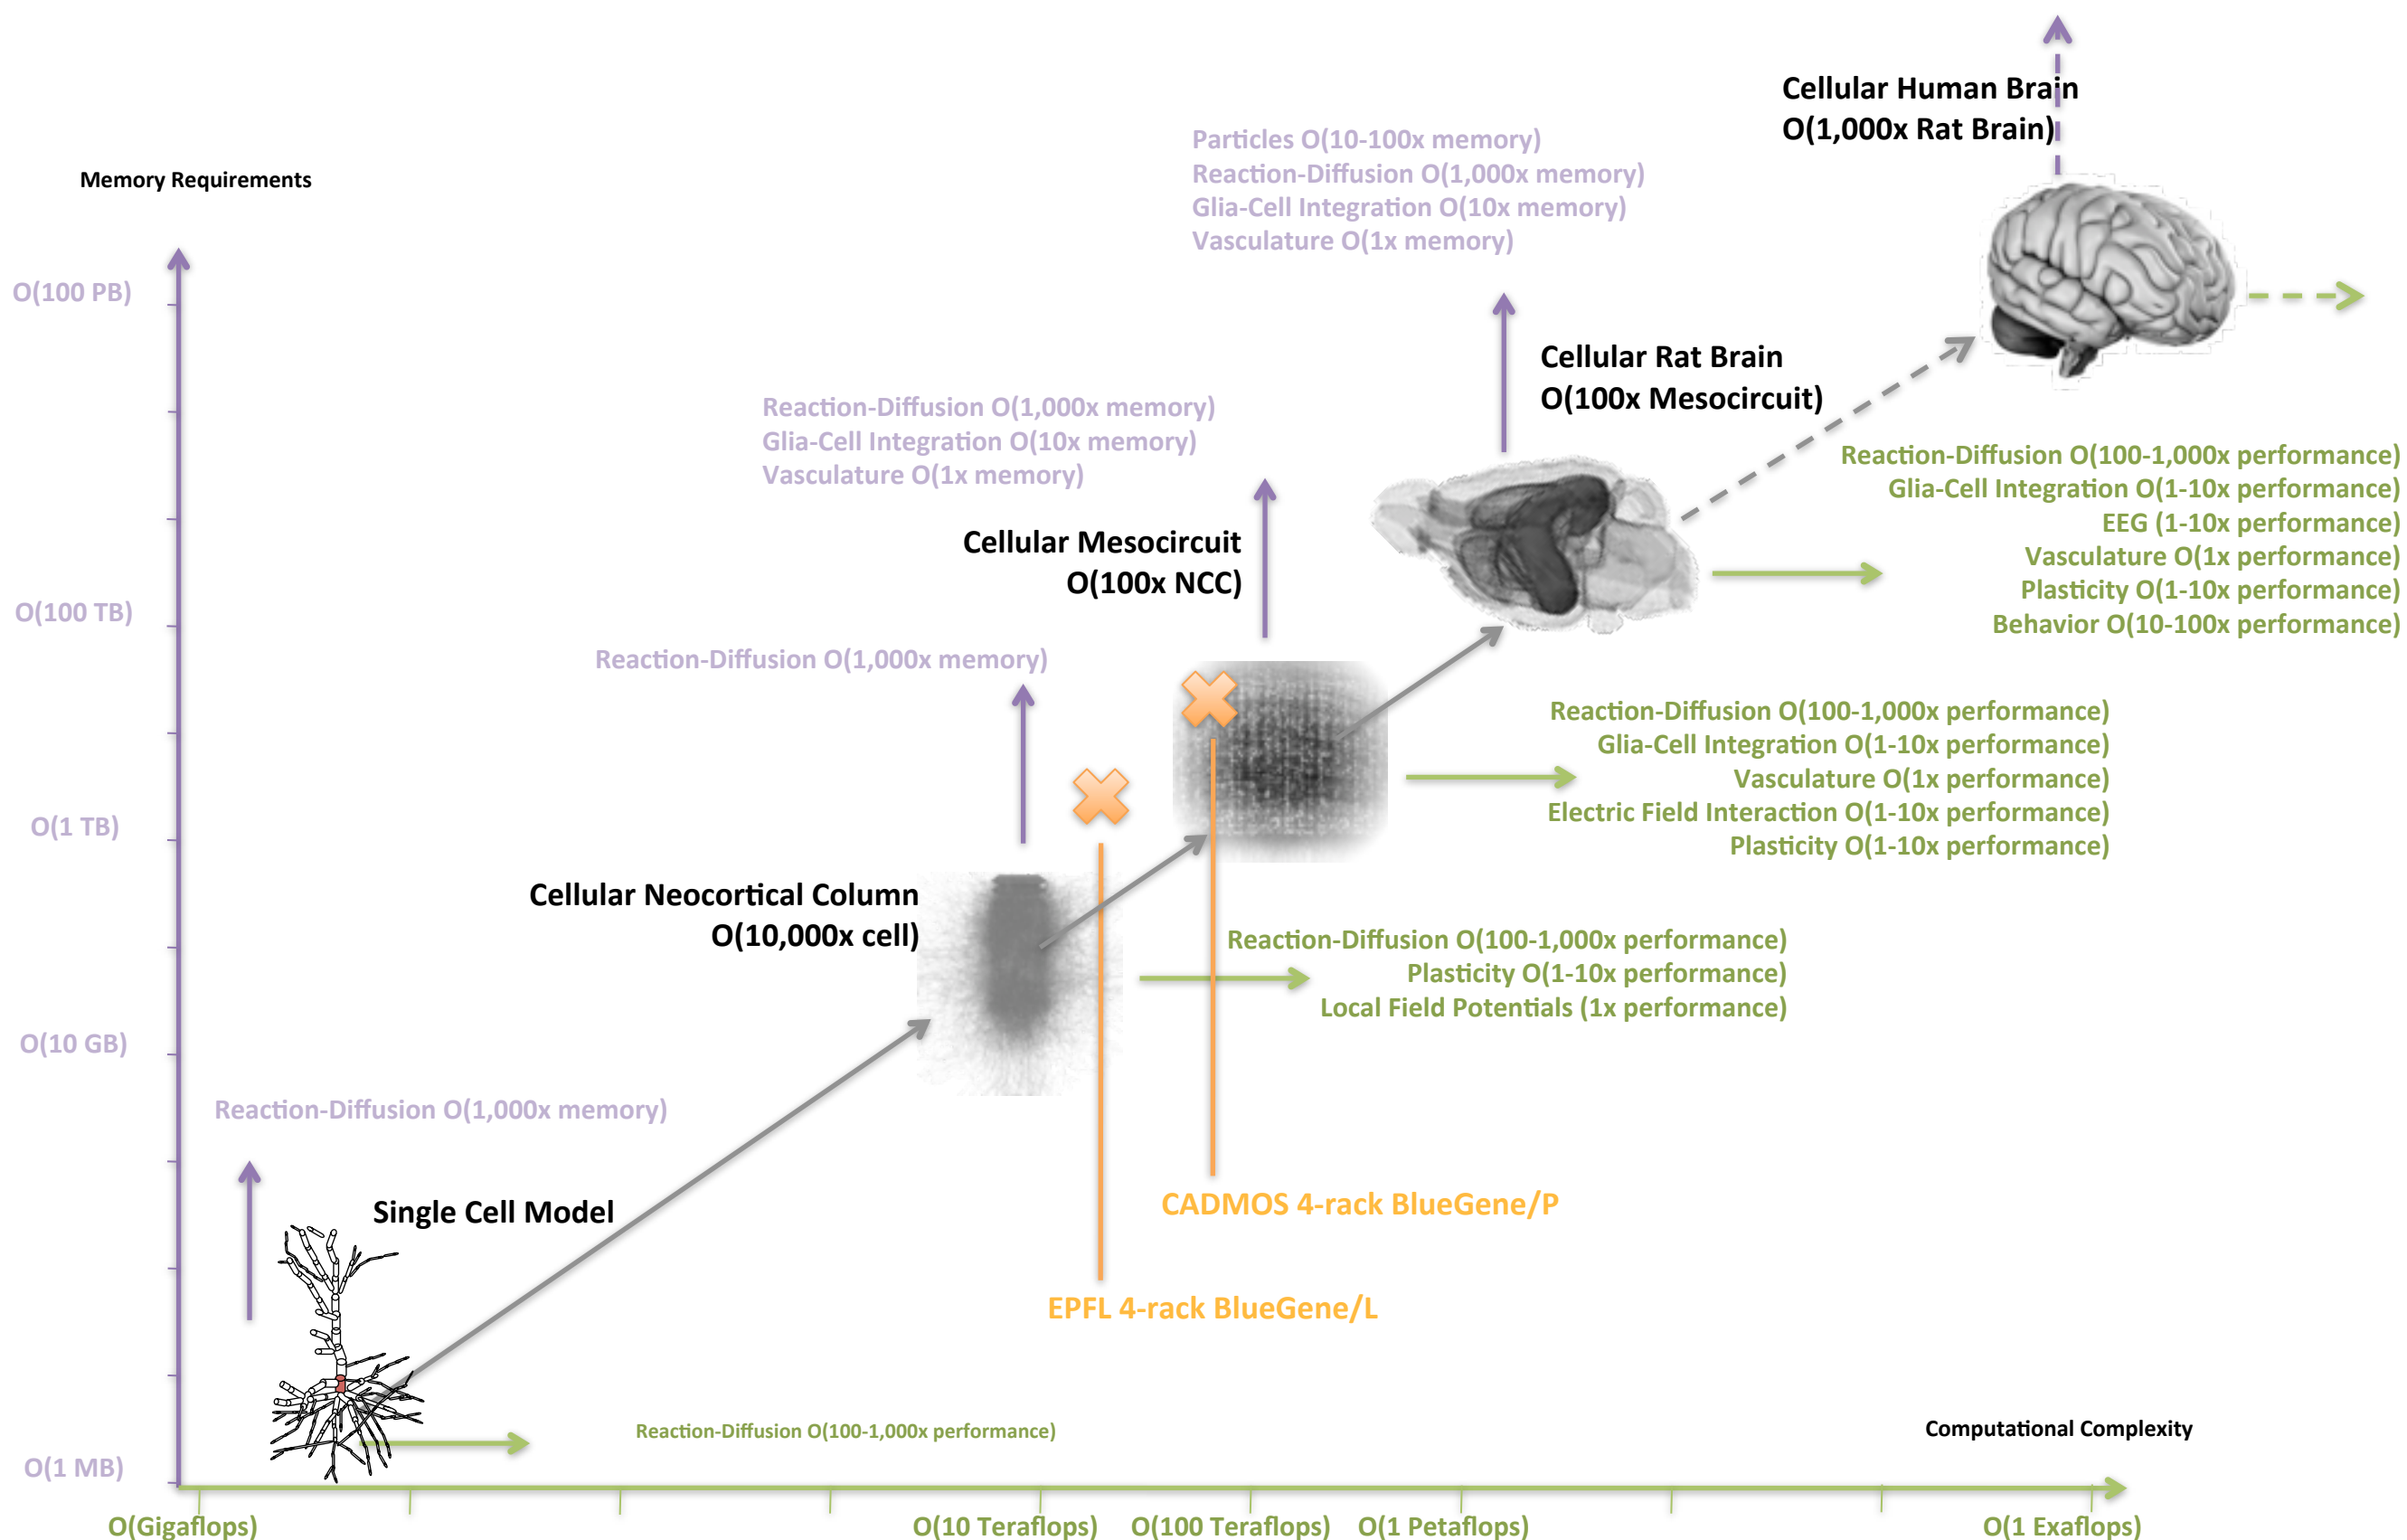 Cellular Human Brain
O(1,000x Rat Brain)
Particles O(10-100x memory)
Reaction-Diffusion O(1,000x memory)
Glia-Cell Integration O(10x memory)
Vasculature O(1x memory)
Memory Requirements
O(100 PB)
Cellular Rat Brain
O(100x Mesocircuit)
Reaction-Diffusion O(1,000x memory)
Glia-Cell Integration O(10x memory)
Vasculature O(1x memory)
Reaction-Diffusion O(100-1,000x performance)
Glia-Cell Integration O(1-10x performance)
EEG (1-10x performance)
Vasculature O(1x performance)
Plasticity O(1-10x performance)
Behavior O(10-100x performance)
Cellular Mesocircuit
O(100x NCC)
O(100 TB)
Reaction-Diffusion O(1,000x memory)
Reaction-Diffusion O(100-1,000x performance)
Glia-Cell Integration O(1-10x performance)
Vasculature O(1x performance)
Electric Field Interaction O(1-10x performance)
Plasticity O(1-10x performance)
O(1 TB)
Cellular Neocortical Column
O(10,000x cell)
Reaction-Diffusion O(100-1,000x performance)
Plasticity O(1-10x performance)
Local Field Potentials (1x performance)
O(10 GB)
Reaction-Diffusion O(1,000x memory)
Single Cell Model
CADMOS 4-rack BlueGene/P
EPFL 4-rack BlueGene/L
Reaction-Diffusion O(100-1,000x performance)
Computational Complexity
O(1 MB)
O(Gigaflops)
O(10 Teraflops)
O(100 Teraflops)
O(1 Petaflops)
O(1 Exaflops)